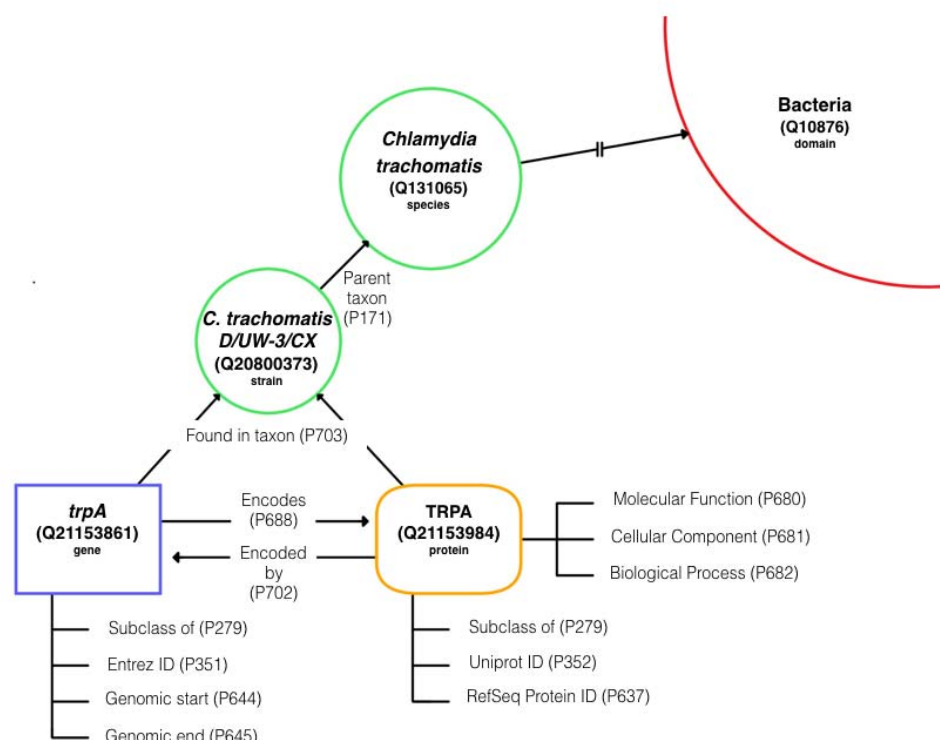 Bacteria
(Q10876)
domain
Chlamydia
trachomatis
(Q131065)
species
Parent
taxon
(P171)
C. trachomatis
D/UW-3/CX
(Q20800373)
strain
Found in taxon (P703)
trpA
(Q21153861)
gene
Encodes
(P688)
Encoded
by
(P702)
TRPA
(Q21153984)
protein
Molecular Function (P680)
Cellular Component (P681)
Biological Process (P682)
Subclass of (P279)
Entrez ID (P351)
Genomic start (P644)
Genomic end (P645)
Subclass of (P279)
Uniprot ID (P352)
RefSeq Protein ID (P637)